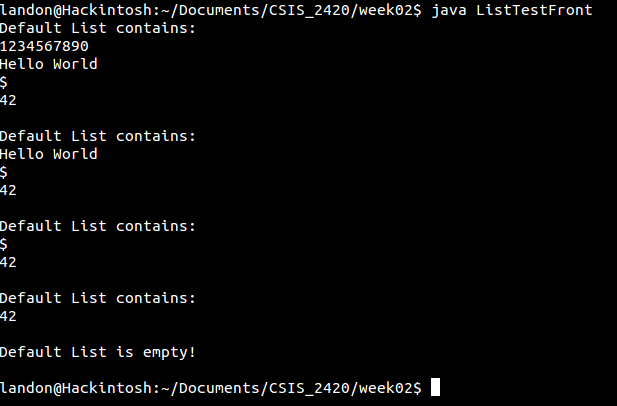 landon@Hackintosh:~/Documents/CSIS_2420/week02$ java ListTestFront
Default List contains:
1234567890
Hello World
$
42
Default List contains:
Hello World
$
42
Default List contains:
$
42
Default List contains:
42
Default List is empty!
landon@Hackintosh:~/Documents/CSIS_2420/week02$